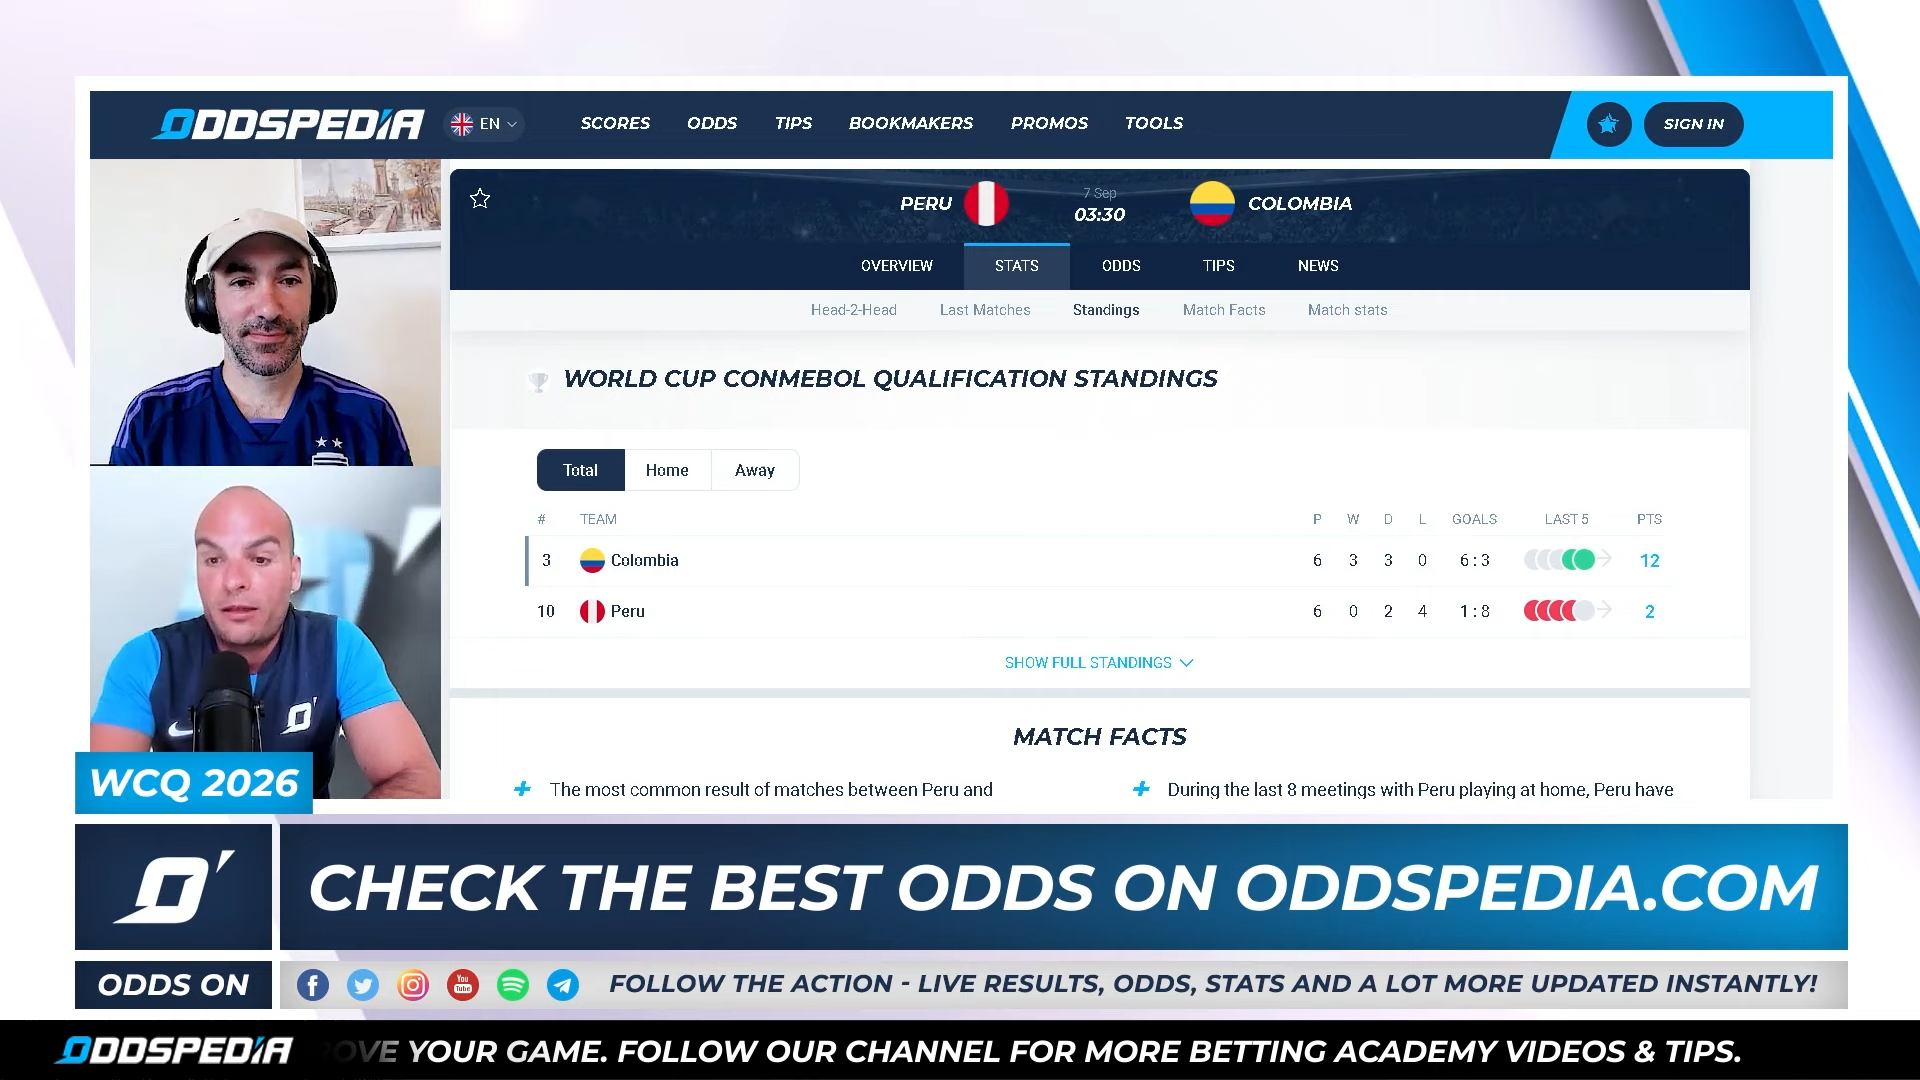 ODDSPEDIA EN SCORES ODDS TIPS BOOKMAKERS PROMOS TOOLS SIGN IN
PERU 7 Sep 03:30 COLOMBIA
OVERVIEW STATS ODDS TIPS NEWS
Head-2-Head Last Matches Standings Match Facts Match stats
WORLD CUP CONMEBOL QUALIFICATION STANDINGS
Total Home Away
# TEAM P W D L GOALS LAST 5 PTS
3 Colombia 6 3 3 0 6 : 3 12
10 Peru 6 0 2 4 1 : 8 2
SHOW FULL STANDINGS
MATCH FACTS
The most common result of matches between Peru and
During the last 8 meetings with Peru playing at home, Peru have
WCQ 2026
CHECK THE BEST ODDS ON ODDSPEDIA.COM
ODDS ON You Tube FOLLOW THE ACTION - LIVE RESULTS, ODDS, STATS AND A LOT MORE UPDATED INSTANTLY!
ODDSPEDIA OVE YOUR GAME. FOLLOW OUR CHANNEL FOR MORE BETTING ACADEMY VIDEOS & TIPS.